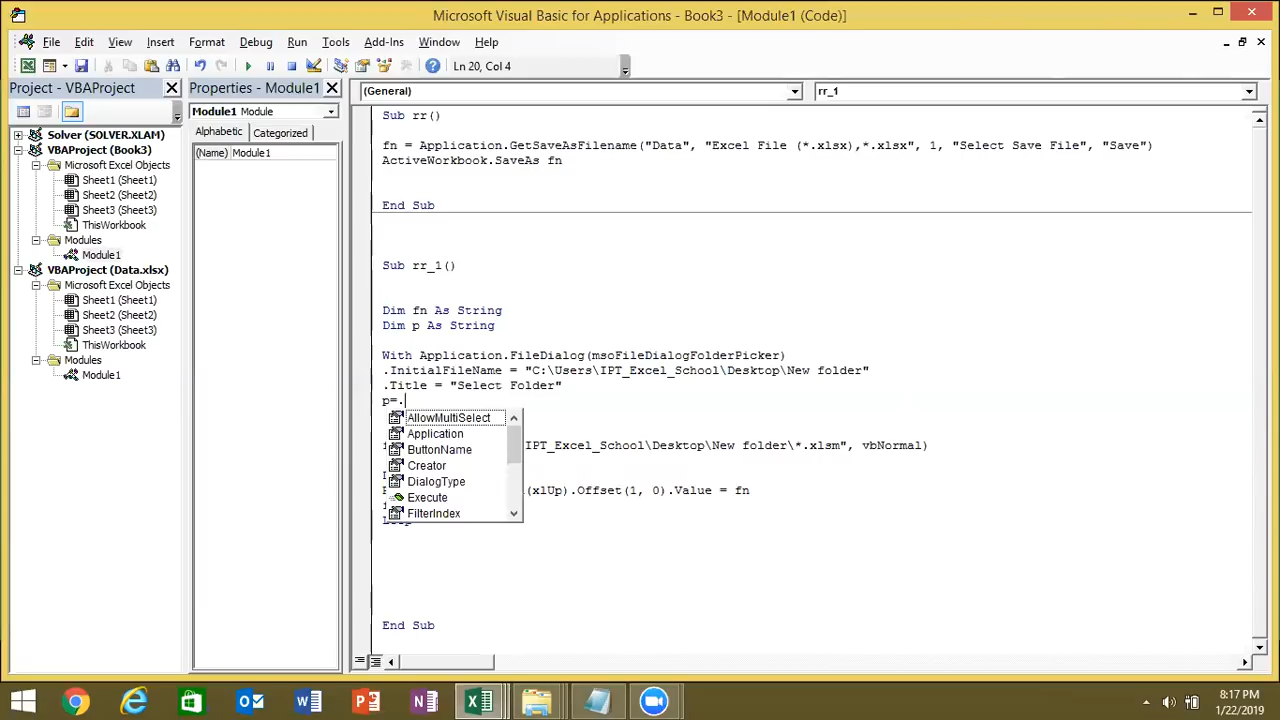 Microsoft Visual Basic for Applications - Book3 - [Module1 (Code)]
File Edit View Insert Format Debug Run Tools Add-Ins Window Help
Ln 20, Col 4
Project - VBAProject
Properties - Module1
(General)
rr_1
Module1 Module
Alphabetic Categorized
(Name) Module1
Solver (SOLVER.XLAM)
VBAProject (Book3)
Microsoft Excel Objects
Sheet1 (Sheet1)
Sheet2 (Sheet2)
Sheet3 (Sheet3)
ThisWorkbook
Modules
Module1
VBAProject (Data.xlsx)
Microsoft Excel Objects
Sheet1 (Sheet1)
Sheet2 (Sheet2)
Sheet3 (Sheet3)
ThisWorkbook
Modules
Module1
Sub rr()
fn = Application.GetSaveAsFilename("Data", "Excel File (*.xlsx),*.xlsx", 1, "Select Save File", "Save")
ActiveWorkbook.SaveAs fn
End Sub
Sub rr_1()
Dim fn As String
Dim p As String
With Application.FileDialog(msoFileDialogFolderPicker)
.InitialFileName = "C:\Users\IPT_Excel_School\Desktop\New folder"
.Title = "Select Folder"
p=.
AllowMultiSelect
Application
ButtonName
Creator
DialogType
Execute
FilterIndex
IPT_Excel_School\Desktop\New folder\*.xlsm", vbNormal)
(xlUp).Offset(1, 0).Value = fn
End Sub
8:17 PM
1/22/2019